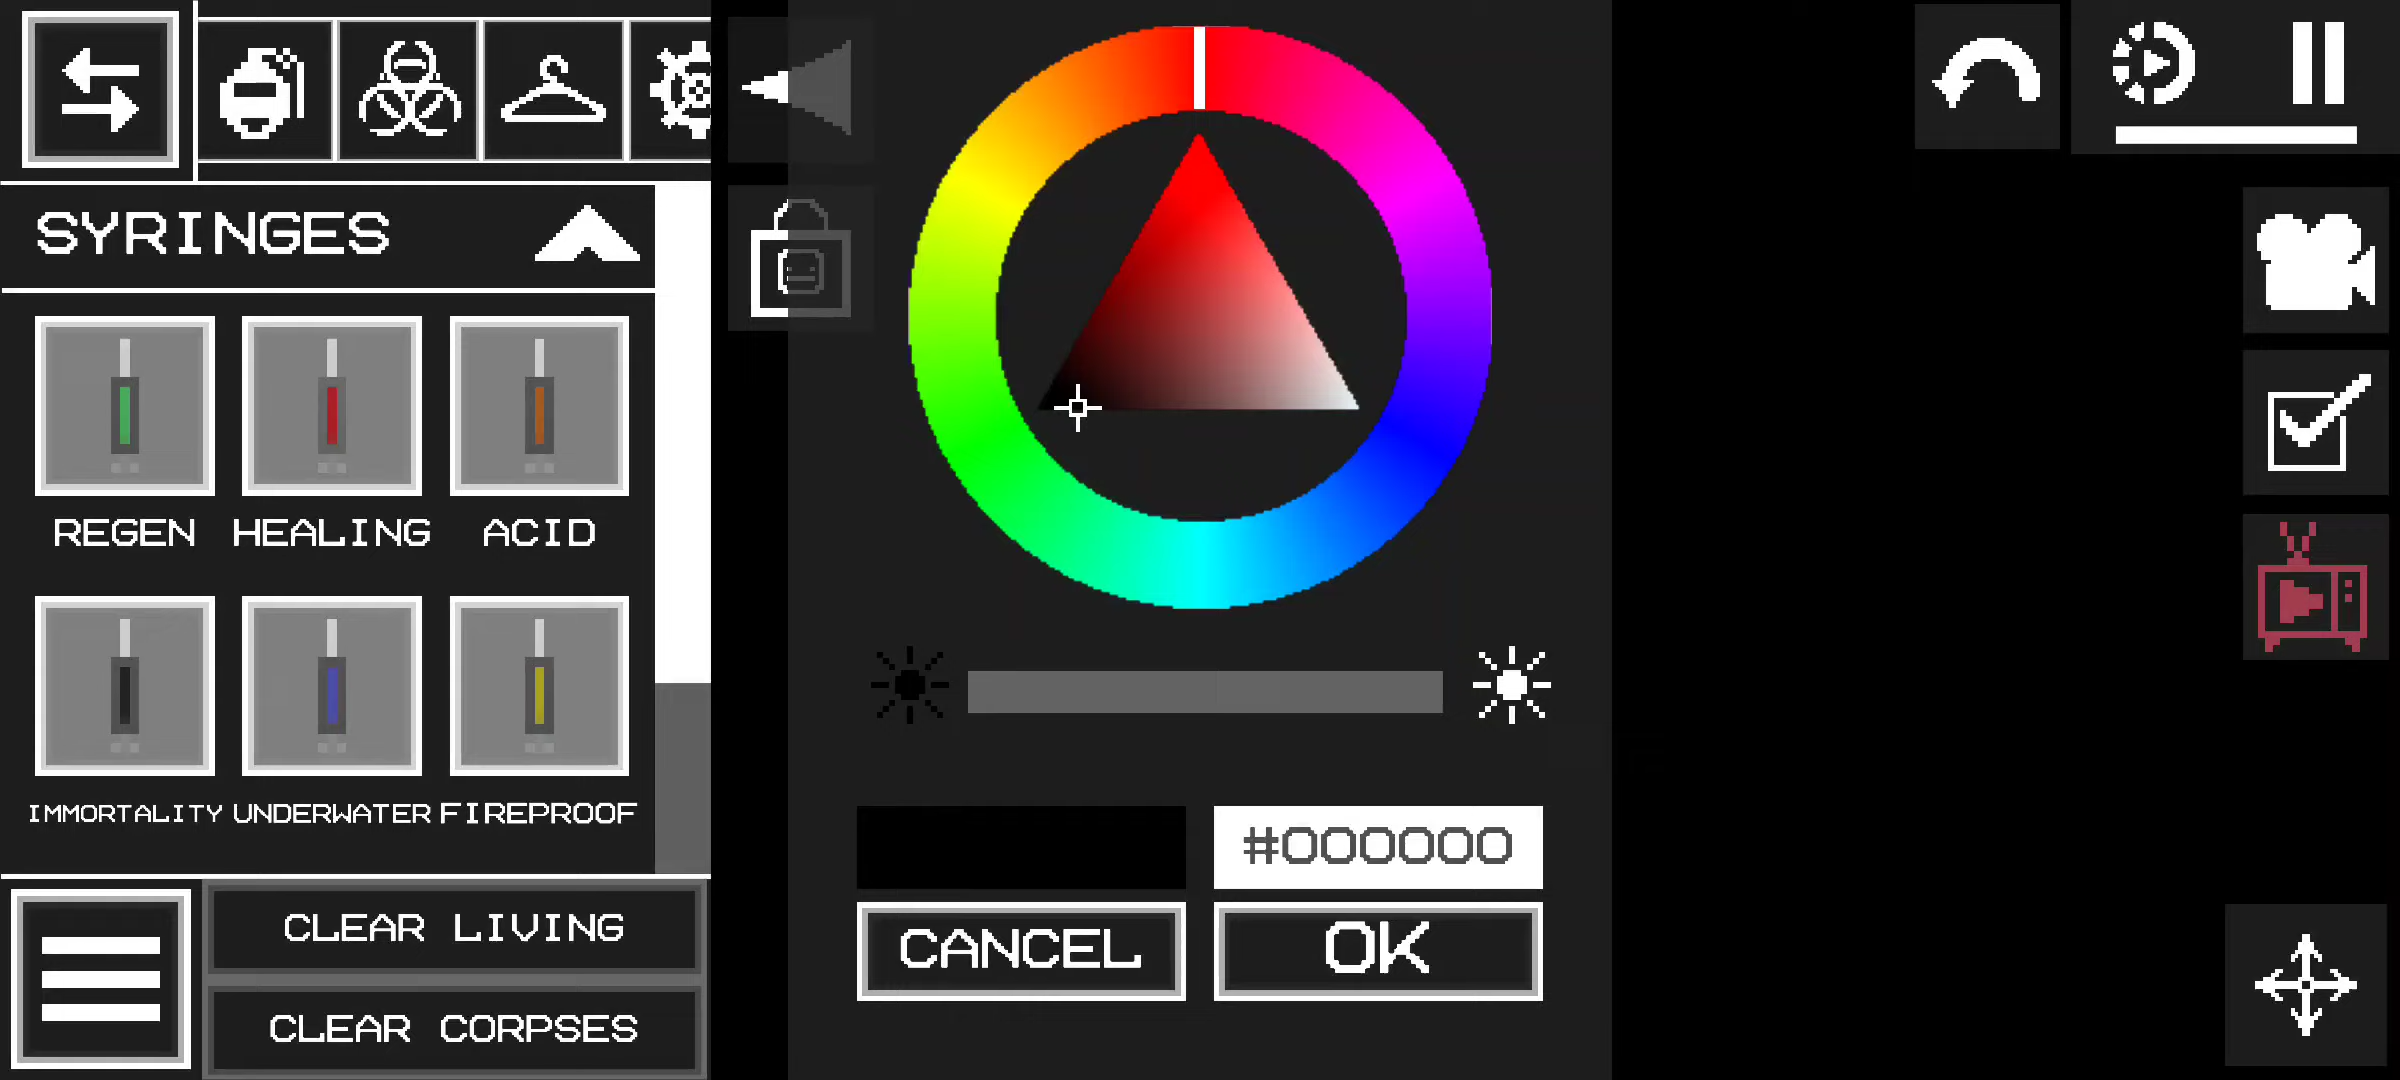 SYRINGES
REGEN HEALING ACID
IMMORTALITY UNDERWATER FIREPROOF
CLEAR LIVING
CLEAR CORPSES
#000000
CANCEL OK